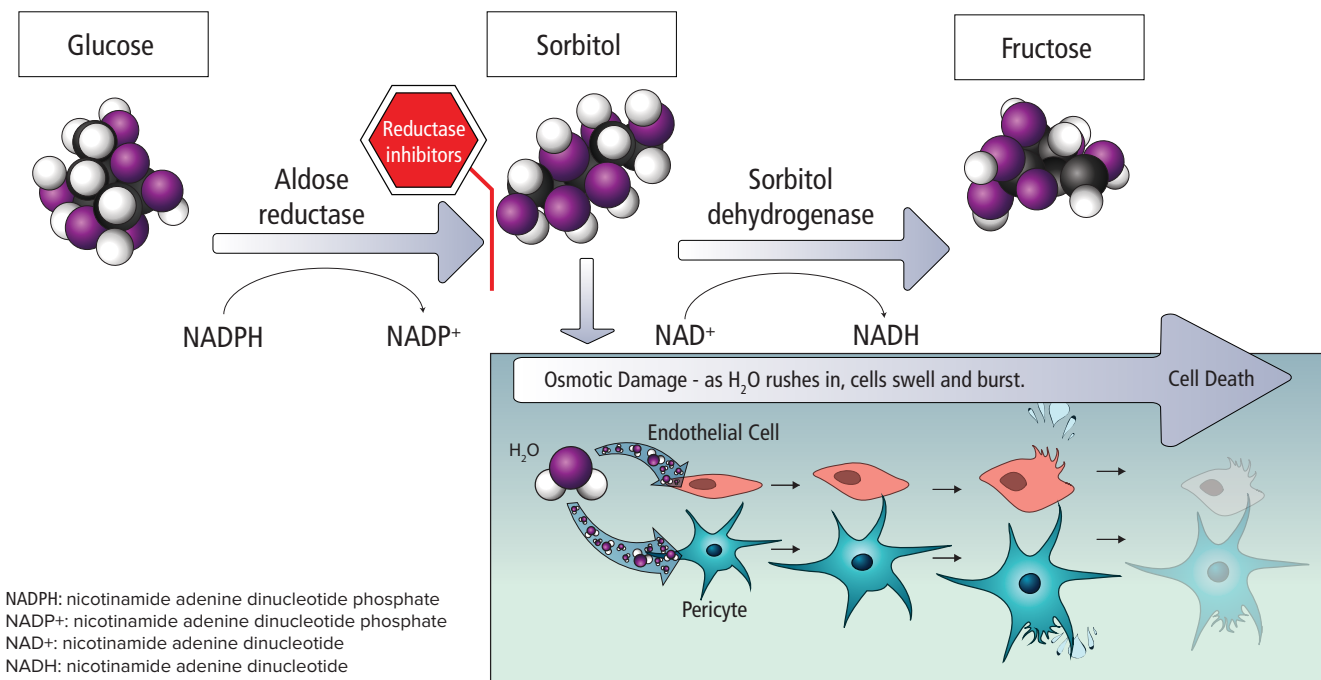 Glucose
Sorbitol
Fructose
Reductase
inhibitors
Aldose
reductase
Sorbitol
dehydrogenase
NADPH
NADP⁺
NAD⁺
NADH
Osmotic Damage - as H₂O rushes in, cells swell and burst.
Cell Death
H₂O
Endothelial Cell
Pericyte
NADPH: nicotinamide adenine dinucleotide phosphate
NADP+: nicotinamide adenine dinucleotide phosphate
NAD+: nicotinamide adenine dinucleotide
NADH: nicotinamide adenine dinucleotide